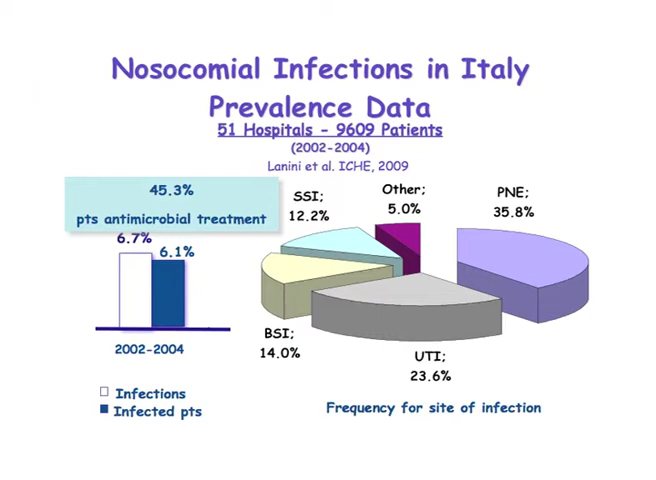 Nosocomial Infections in Italy
Prevalence Data
51 Hospitals - 9609 Patients
(2002-2004)
Lanini et al. ICHE, 2009
45.3%
pts antimicrobial treatment
6.7%
6.1%
2002-2004
Infections
Infected pts
SSI;
12.2%
Other;
5.0%
PNE;
35.8%
BSI;
14.0%
UTI;
23.6%
Frequency for site of infection